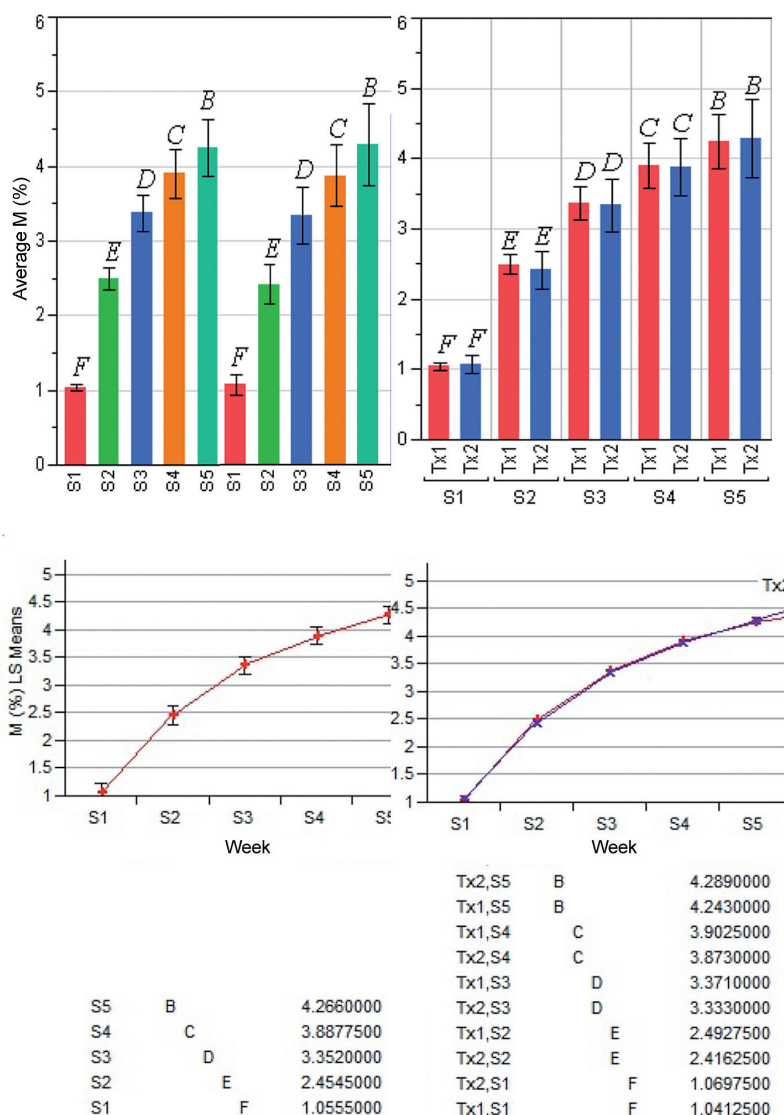 6
5
4
3
2
1
0
Average M (%)
F E D C B F E D C B
S1 S2 S3 S4 S5 S1 S2 S3 S4 S5
6
5
4
3
2
1
0
F F E E D D C C B B
Tx1 Tx2 Tx1 Tx2 Tx1 Tx2 Tx1 Tx2 Tx1 Tx2
S1 S2 S3 S4 S5
5
4.5
4
3.5
3
2.5
2
1.5
1
M (%) LS Means
S1 S2 S3 S4 S5
Week
5
4.5
4
3.5
3
2.5
2
1.5
1
Tx2
S1 S2 S3 S4 S5
Week
S5 B 4.2660000
S4 C 3.8877500
S3 D 3.3520000
S2 E 2.4545000
S1 F 1.0555000
Tx2,S5 B 4.2890000
Tx1,S5 B 4.2430000
Tx1,S4 C 3.9025000
Tx2,S4 C 3.8730000
Tx1,S3 D 3.3710000
Tx2,S3 D 3.3330000
Tx1,S2 E 2.4927500
Tx2,S2 E 2.4162500
Tx2,S1 F 1.0697500
Tx1,S1 F 1.0412500